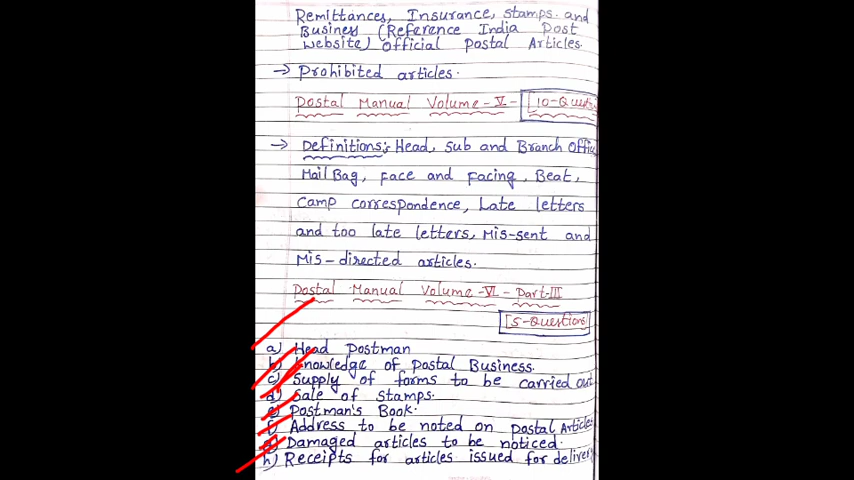 Remittances, Insurance, stamps and
Business (Reference India Post
website) Official Postal Articles.
→ Prohibited articles.
Postal Manual Volume-V- [10-Questi
→ Definitions: Head, sub and Branch Offic
Mail Bag, Face and facing, Beat,
Camp correspondence, Late letters
and too late letters, Mis-sent and
Mis-directed articles.
Postal Manual Volume-VI-Part-III
[5-Questions]
a) Head Postman
b) knowledge of Postal Business.
c) Supply of forms to be carried out
d) Sale of stamps.
e) Postman's Book.
f) Address to be noted on Postal Articles
g) Damaged articles to be noticed.
h) Receipts for articles issued for deliver